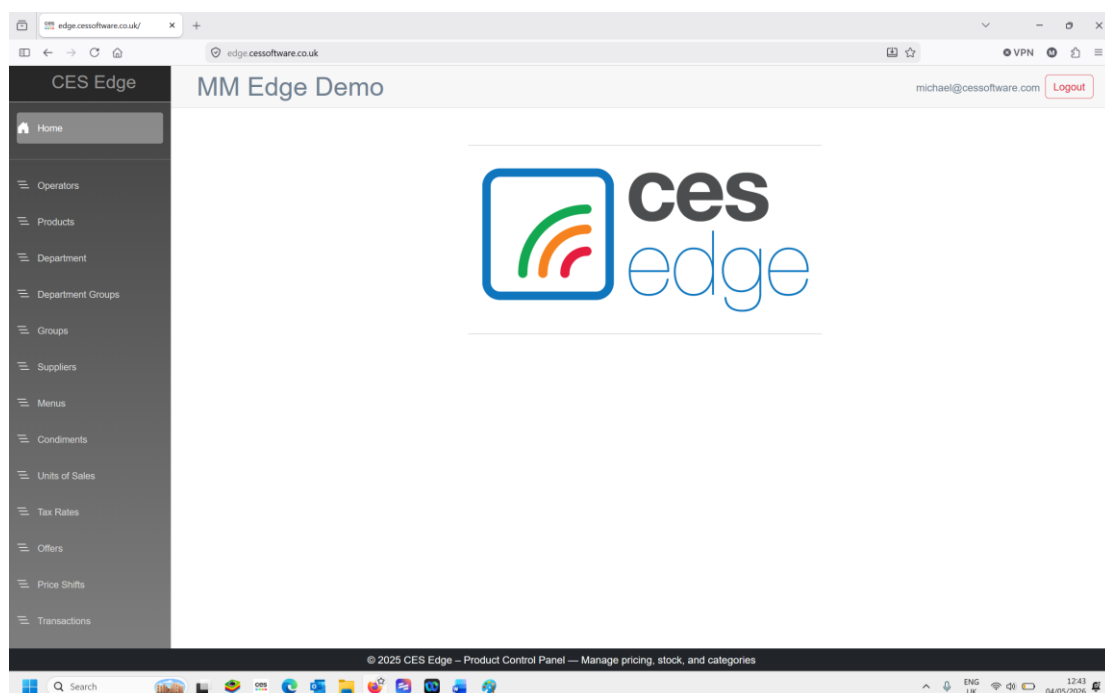 edge.cessoftware.co.uk/
edge.cessoftware.co.uk
VPN
M
CES Edge
MM Edge Demo
michael@cessoftware.com
Logout
Home
Operators
Products
Department
Department Groups
Groups
Suppliers
Menus
Condiments
Units of Sales
Tax Rates
Offers
Price Shifts
Transactions
ces
edge
© 2025 CES Edge – Product Control Panel — Manage pricing, stock, and categories
Search
ces
ENG
UK
12:43
04/05/2026